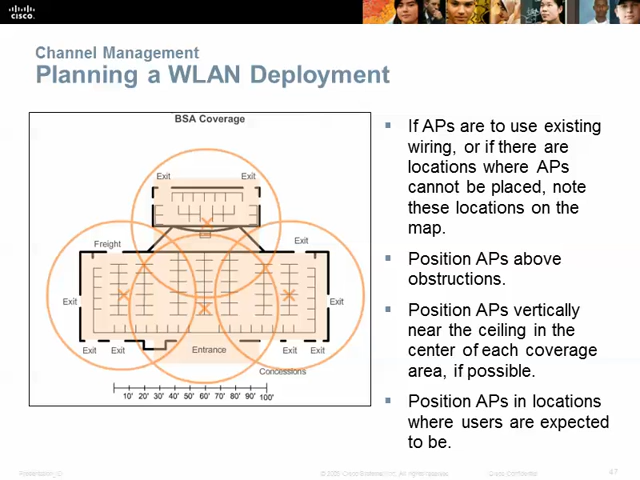 cisco.
Channel Management
Planning a WLAN Deployment
BSA Coverage
Exit Exit
Freight Exit
Exit Exit
Exit Exit Entrance Exit Exit
Concessions
10' 20' 30' 40' 50' 60' 70' 80' 90' 100'
If APs are to use existing
wiring, or if there are
locations where APs
cannot be placed, note
these locations on the
map.
Position APs above
obstructions.
Position APs vertically
near the ceiling in the
center of each coverage
area, if possible.
Position APs in locations
where users are expected
to be.
Presentation_ID
Cisco Systems, Inc. All rights reserved.
Cisco Confidential
47